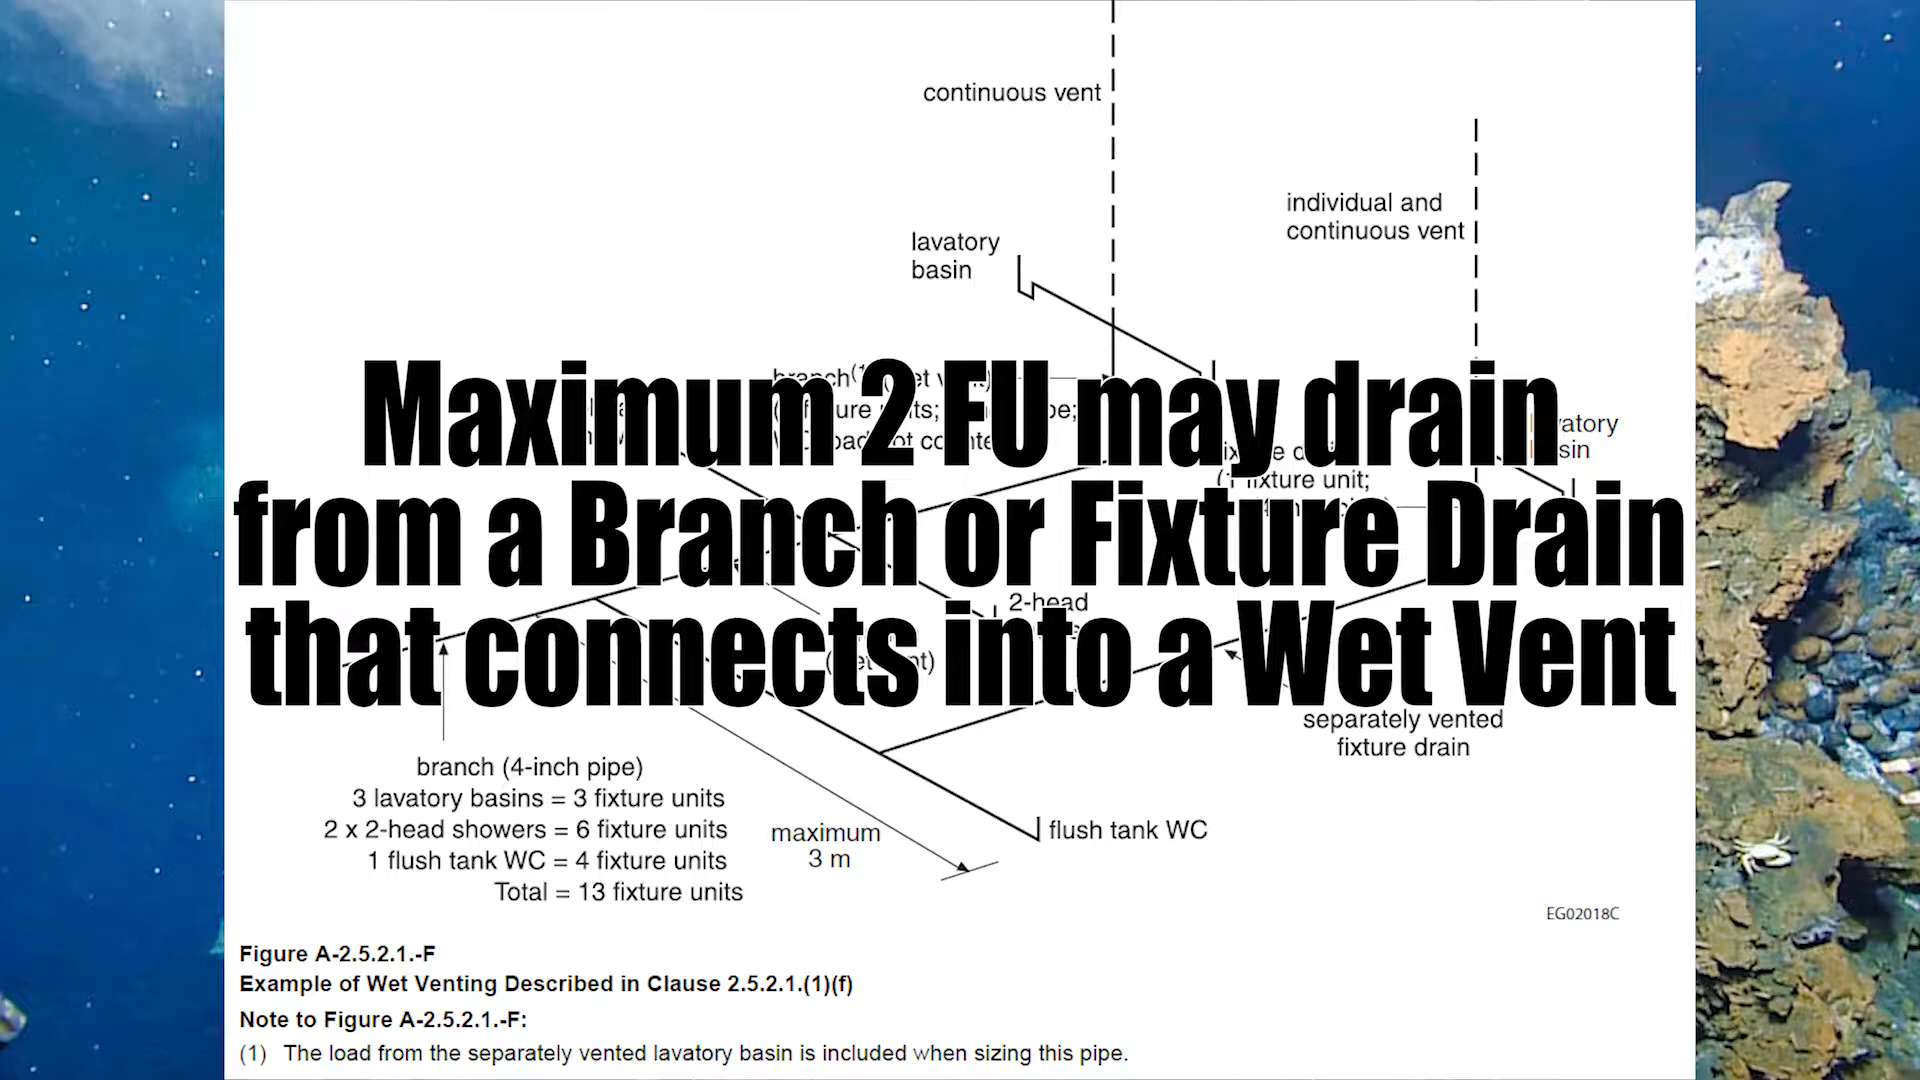 continuous vent
individual and
continuous vent
lavatory
basin
Maximum 2 FU may drain
from a Branch or Fixture Drain
that connects into a Wet Vent
2-head
separately vented
fixture drain
branch (4-inch pipe)
3 lavatory basins = 3 fixture units
2 x 2-head showers = 6 fixture units
1 flush tank WC = 4 fixture units
Total = 13 fixture units
maximum
3 m
flush tank WC
EG02018C
Figure A-2.5.2.1.-F
Example of Wet Venting Described in Clause 2.5.2.1.(1)(f)
Note to Figure A-2.5.2.1.-F:
(1) The load from the separately vented lavatory basin is included when sizing this pipe.